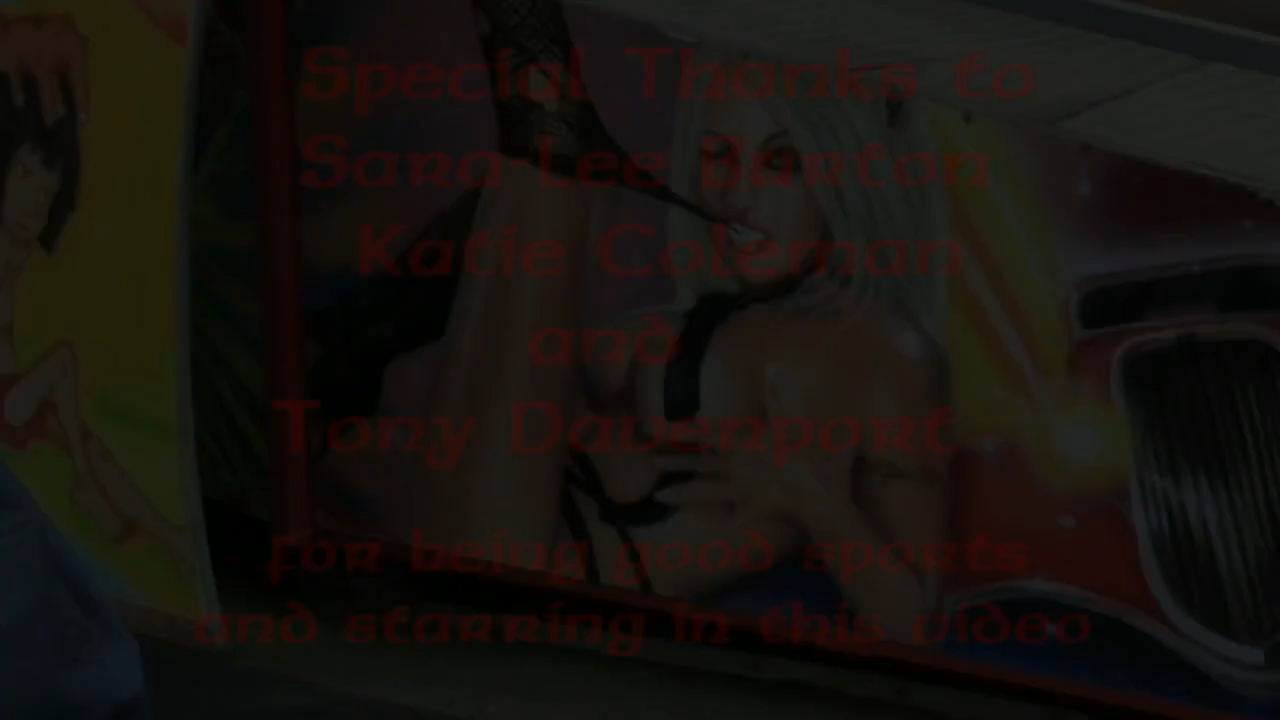 Special Thanks to
Sara-Lee Burton
Katie Coleman
and
Tony Davenport
for being good sports
and starring in this video